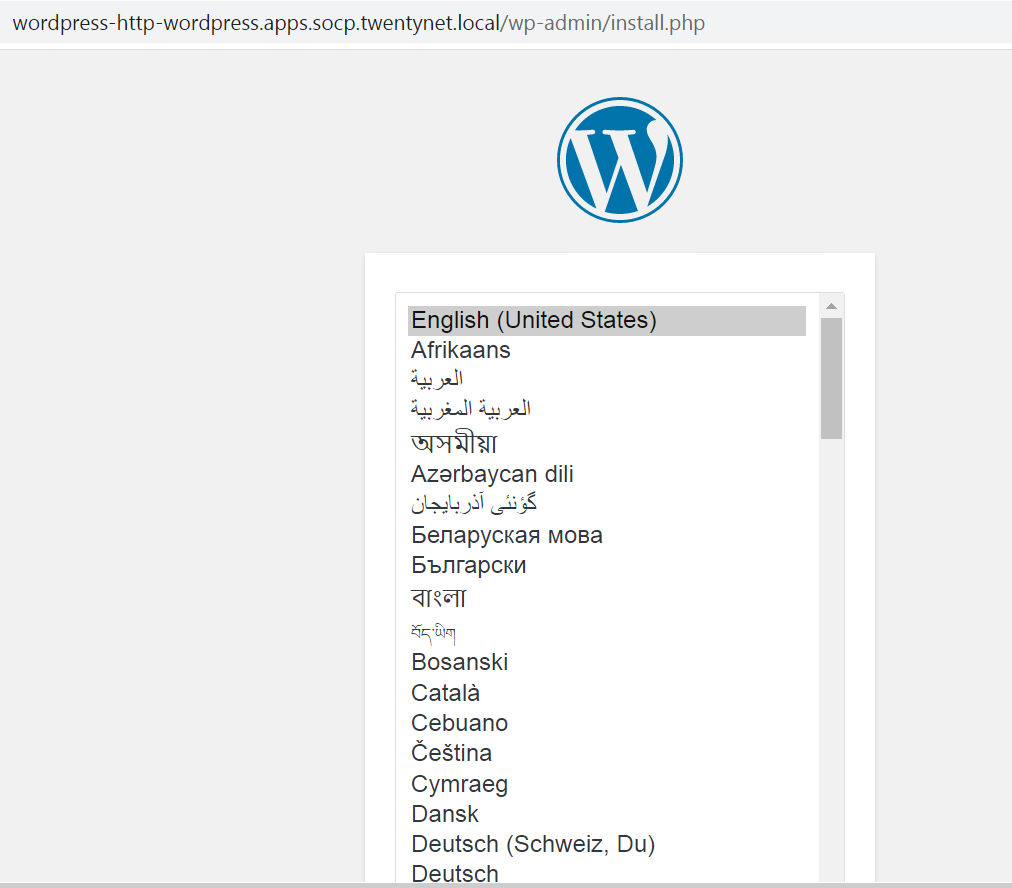 wordpress-http-wordpress.apps.socp.twentynet.local/wp-admin/install.php
English (United States)
Afrikaans
العربية
العربية المغربية
অসমীয়া
Azərbaycan dili
گؤنئی آذربایجان
Беларуская мова
Български
বাংলা
བོད་ཡིག
Bosanski
Català
Cebuano
Čeština
Cymraeg
Dansk
Deutsch (Schweiz, Du)
Deutsch